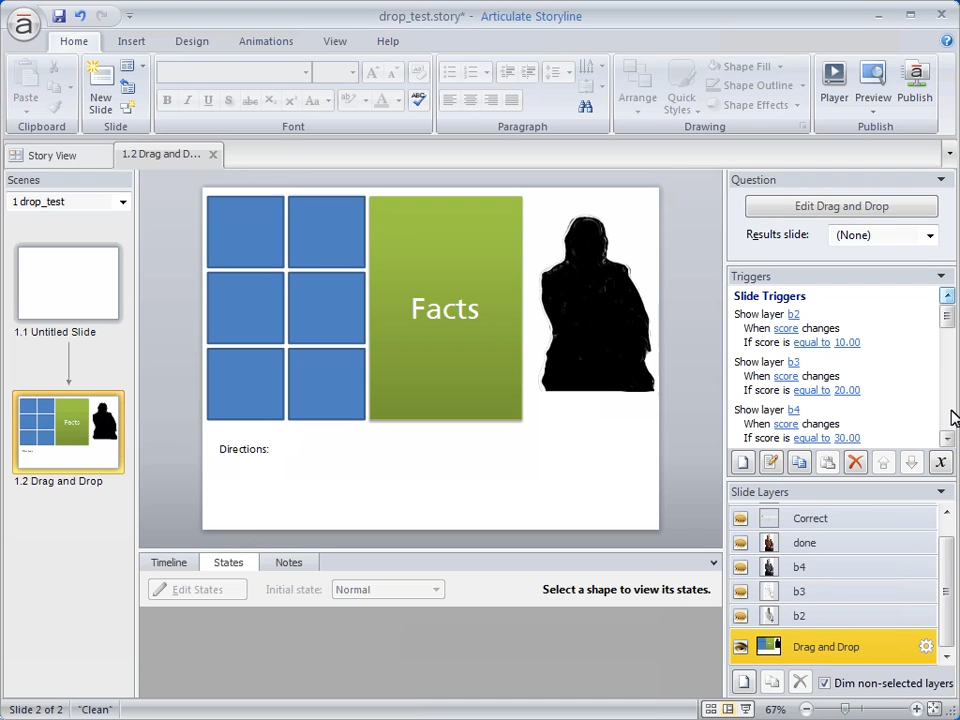 drop_test.story* - Articulate Storyline
Home Insert Design Animations View Help
Paste
New Slide
B I U S abc X₂ X² Aa
Arrange
Quick Styles
Shape Fill
Shape Outline
Shape Effects
Player Preview Publish
Clipboard Slide Font Paragraph Drawing Publish
Story View
1.2 Drag and D...
Scenes
1 drop_test
1.1 Untitled Slide
Facts
1.2 Drag and Drop
Facts
Directions:
Timeline States Notes
Edit States Initial state: Normal Select a shape to view its states.
Question
Edit Drag and Drop
Results slide: (None)
Triggers
Slide Triggers
Show layer b2
When score changes
If score is equal to 10.00
Show layer b3
When score changes
If score is equal to 20.00
Show layer b4
When score changes
If score is equal to 30.00
Slide Layers
Correct
done
b4
b3
b2
Drag and Drop
Dim non-selected layers
Slide 2 of 2 "Clean" 67%